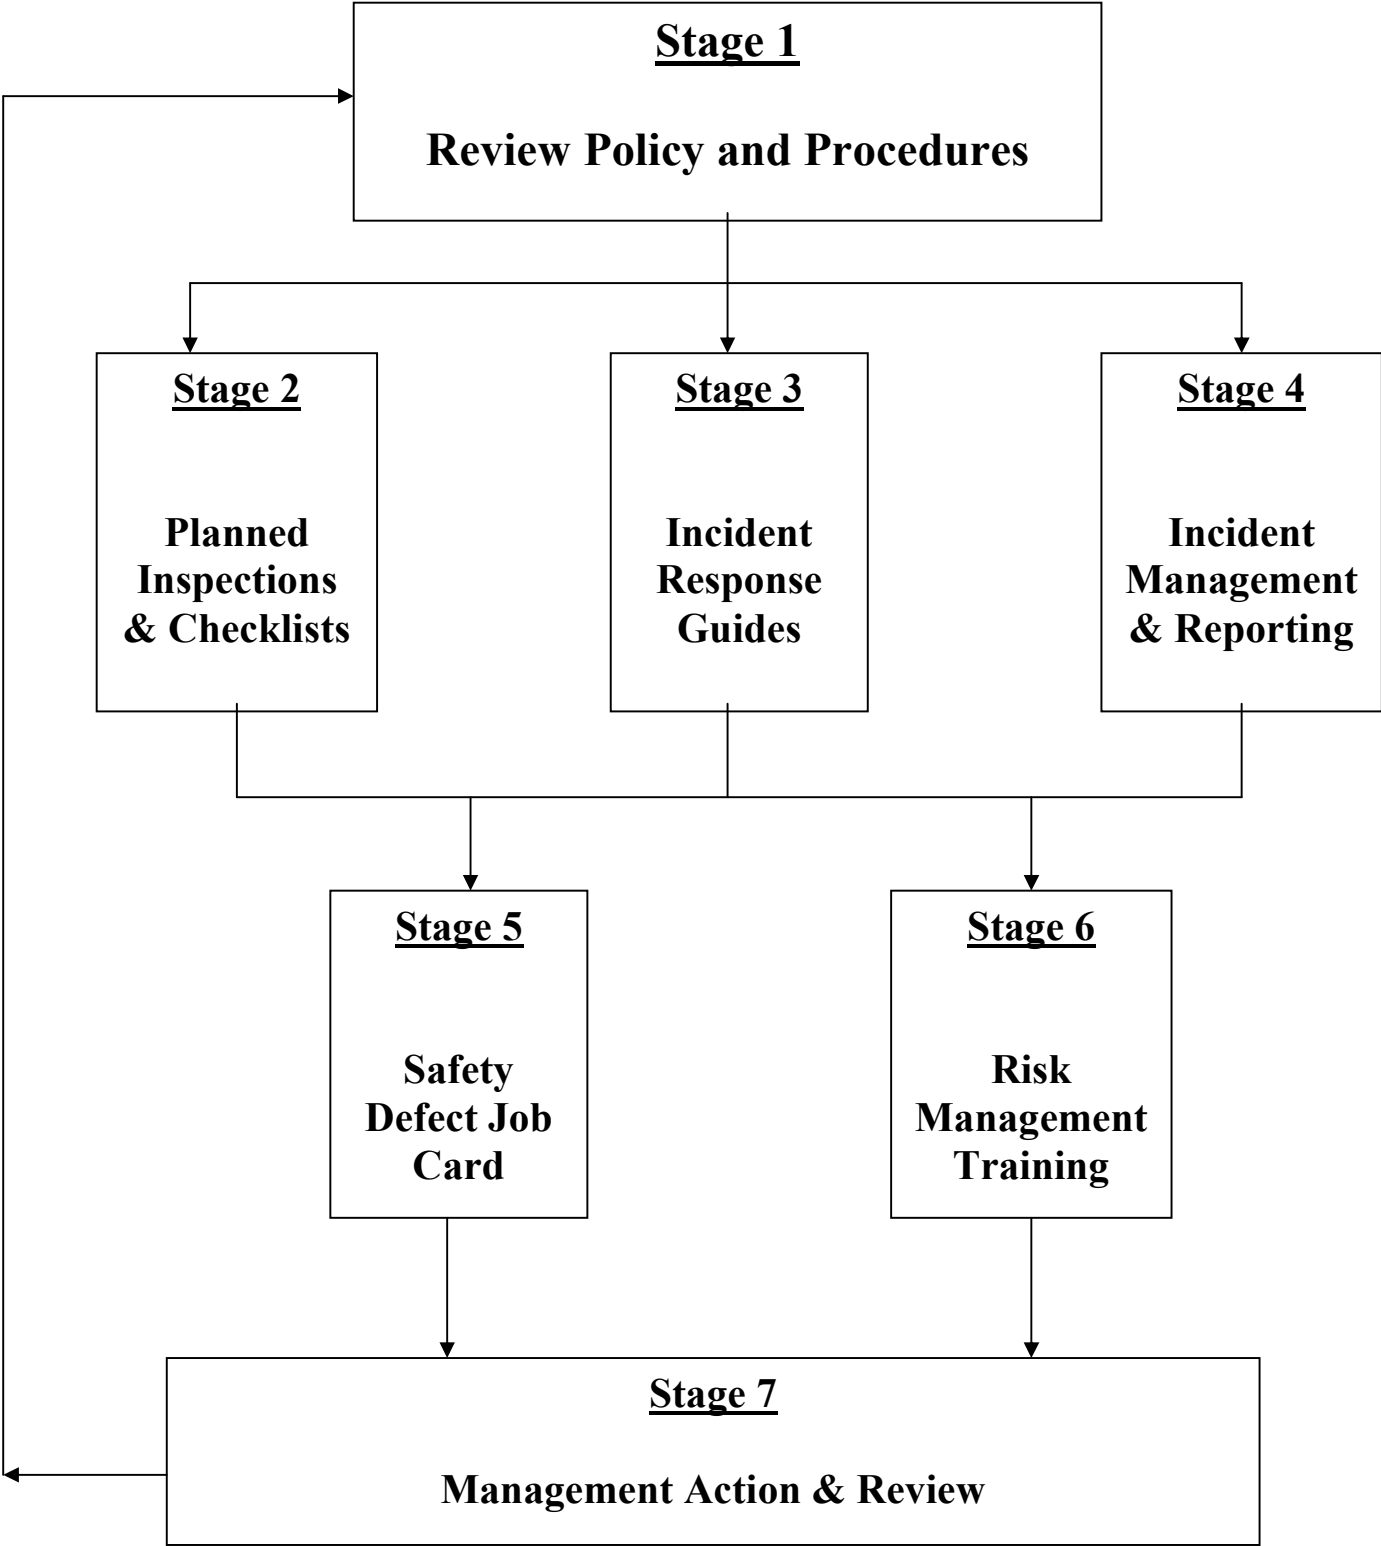 Stage 1
Review Policy and Procedures
Stage 2
Planned
Inspections
& Checklists
Stage 3
Incident
Response
Guides
Stage 4
Incident
Management
& Reporting
Stage 5
Safety
Defect Job
Card
Stage 6
Risk
Management
Training
Stage 7
Management Action & Review